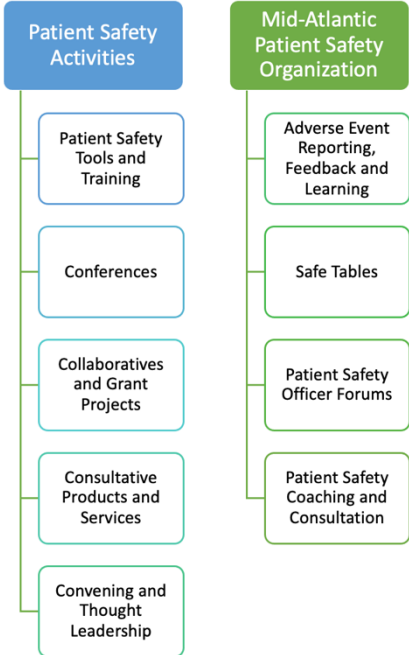 Patient Safety
Activities
Patient Safety
Tools and
Training
Conferences
Collaboratives
and Grant
Projects
Consultative
Products and
Services
Convening and
Thought
Leadership
Mid-Atlantic
Patient Safety
Organization
Adverse Event
Reporting,
Feedback and
Learning
Safe Tables
Patient Safety
Officer Forums
Patient Safety
Coaching and
Consultation